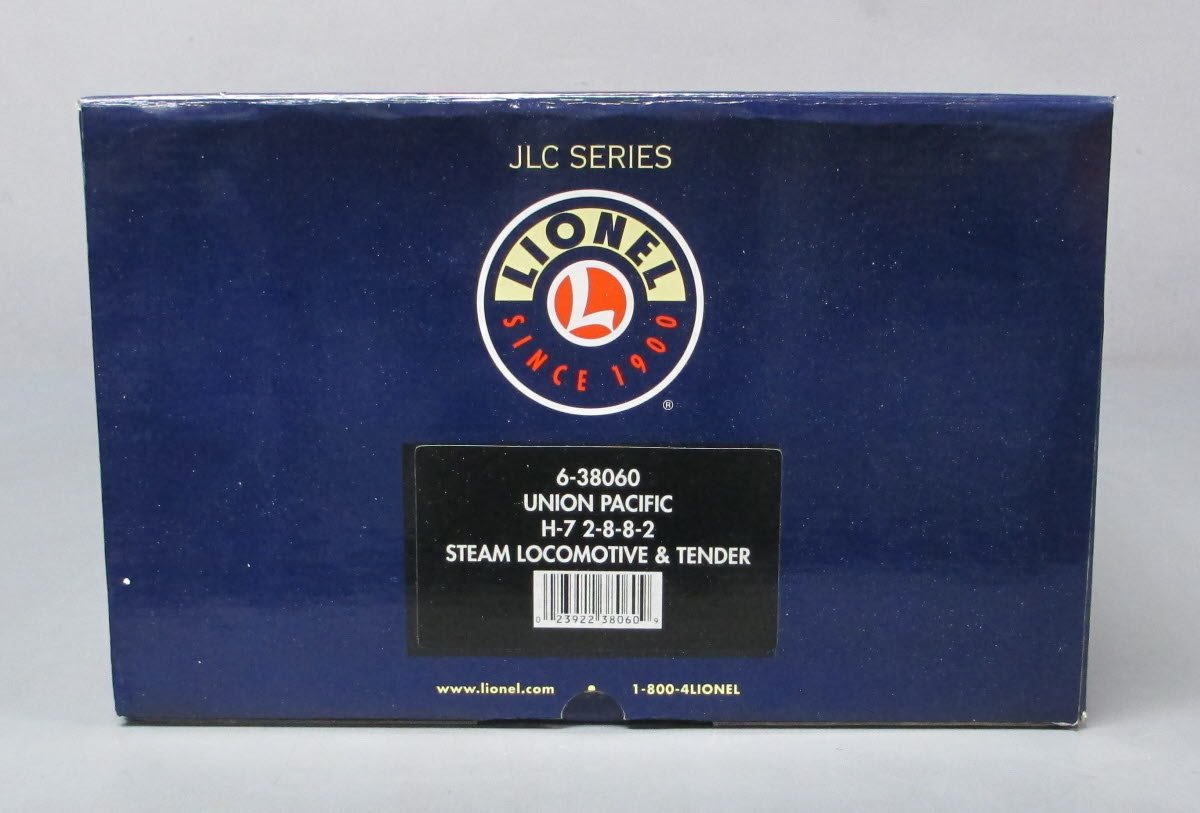 JLC SERIES
LIONEL
L
SINCE 1900
®
6-38060
UNION PACIFIC
H-7 2-8-8-2
STEAM LOCOMOTIVE & TENDER
0 23922 38060 9
www.lionel.com • 1-800-4LIONEL